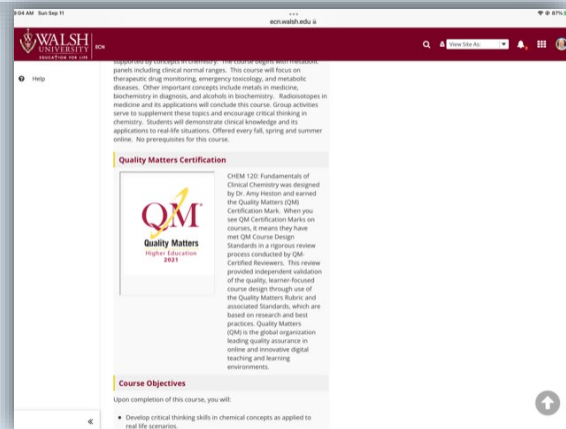 9:04 AM Sun Sep 11
ecn.walsh.edu
87%
WALSH
UNIVERSITY
EDUCATION FOR LIFE
ECN
View Site As:
Help
supported by concepts in chemistry. The course begins with metabolic
panels including clinical normal ranges. This course will focus on
therapeutic drug monitoring, emergency toxicology, and metabolic
diseases. Other important concepts include metals in medicine,
biochemistry in diagnosis, and alcohols in biochemistry. Radioisotopes in
medicine and its applications will conclude this course. Group activities
serve to supplement these topics and encourage critical thinking in
chemistry. Students will demonstrate clinical knowledge and its
applications to real-life situations. Offered every fall, spring and summer
online. No prerequisites for this course.
Quality Matters Certification
QM
Quality Matters
Higher Education
2021
CHEM 120: Fundamentals of
Clinical Chemistry was designed
by Dr. Amy Heston and earned
the Quality Matters (QM)
Certification Mark. When you
see QM Certification Marks on
courses, it means they have
met QM Course Design
Standards in a rigorous review
process conducted by QM-
Certified Reviewers. This review
provided independent validation
of the quality, learner-focused
course design through use of
the Quality Matters Rubric and
associated Standards, which are
based on research and best
practices. Quality Matters
(QM) is the global organization
leading quality assurance in
online and innovative digital
teaching and learning
environments.
Course Objectives
Upon completion of this course, you will:
Develop critical thinking skills in chemical concepts as applied to
real life scenarios.